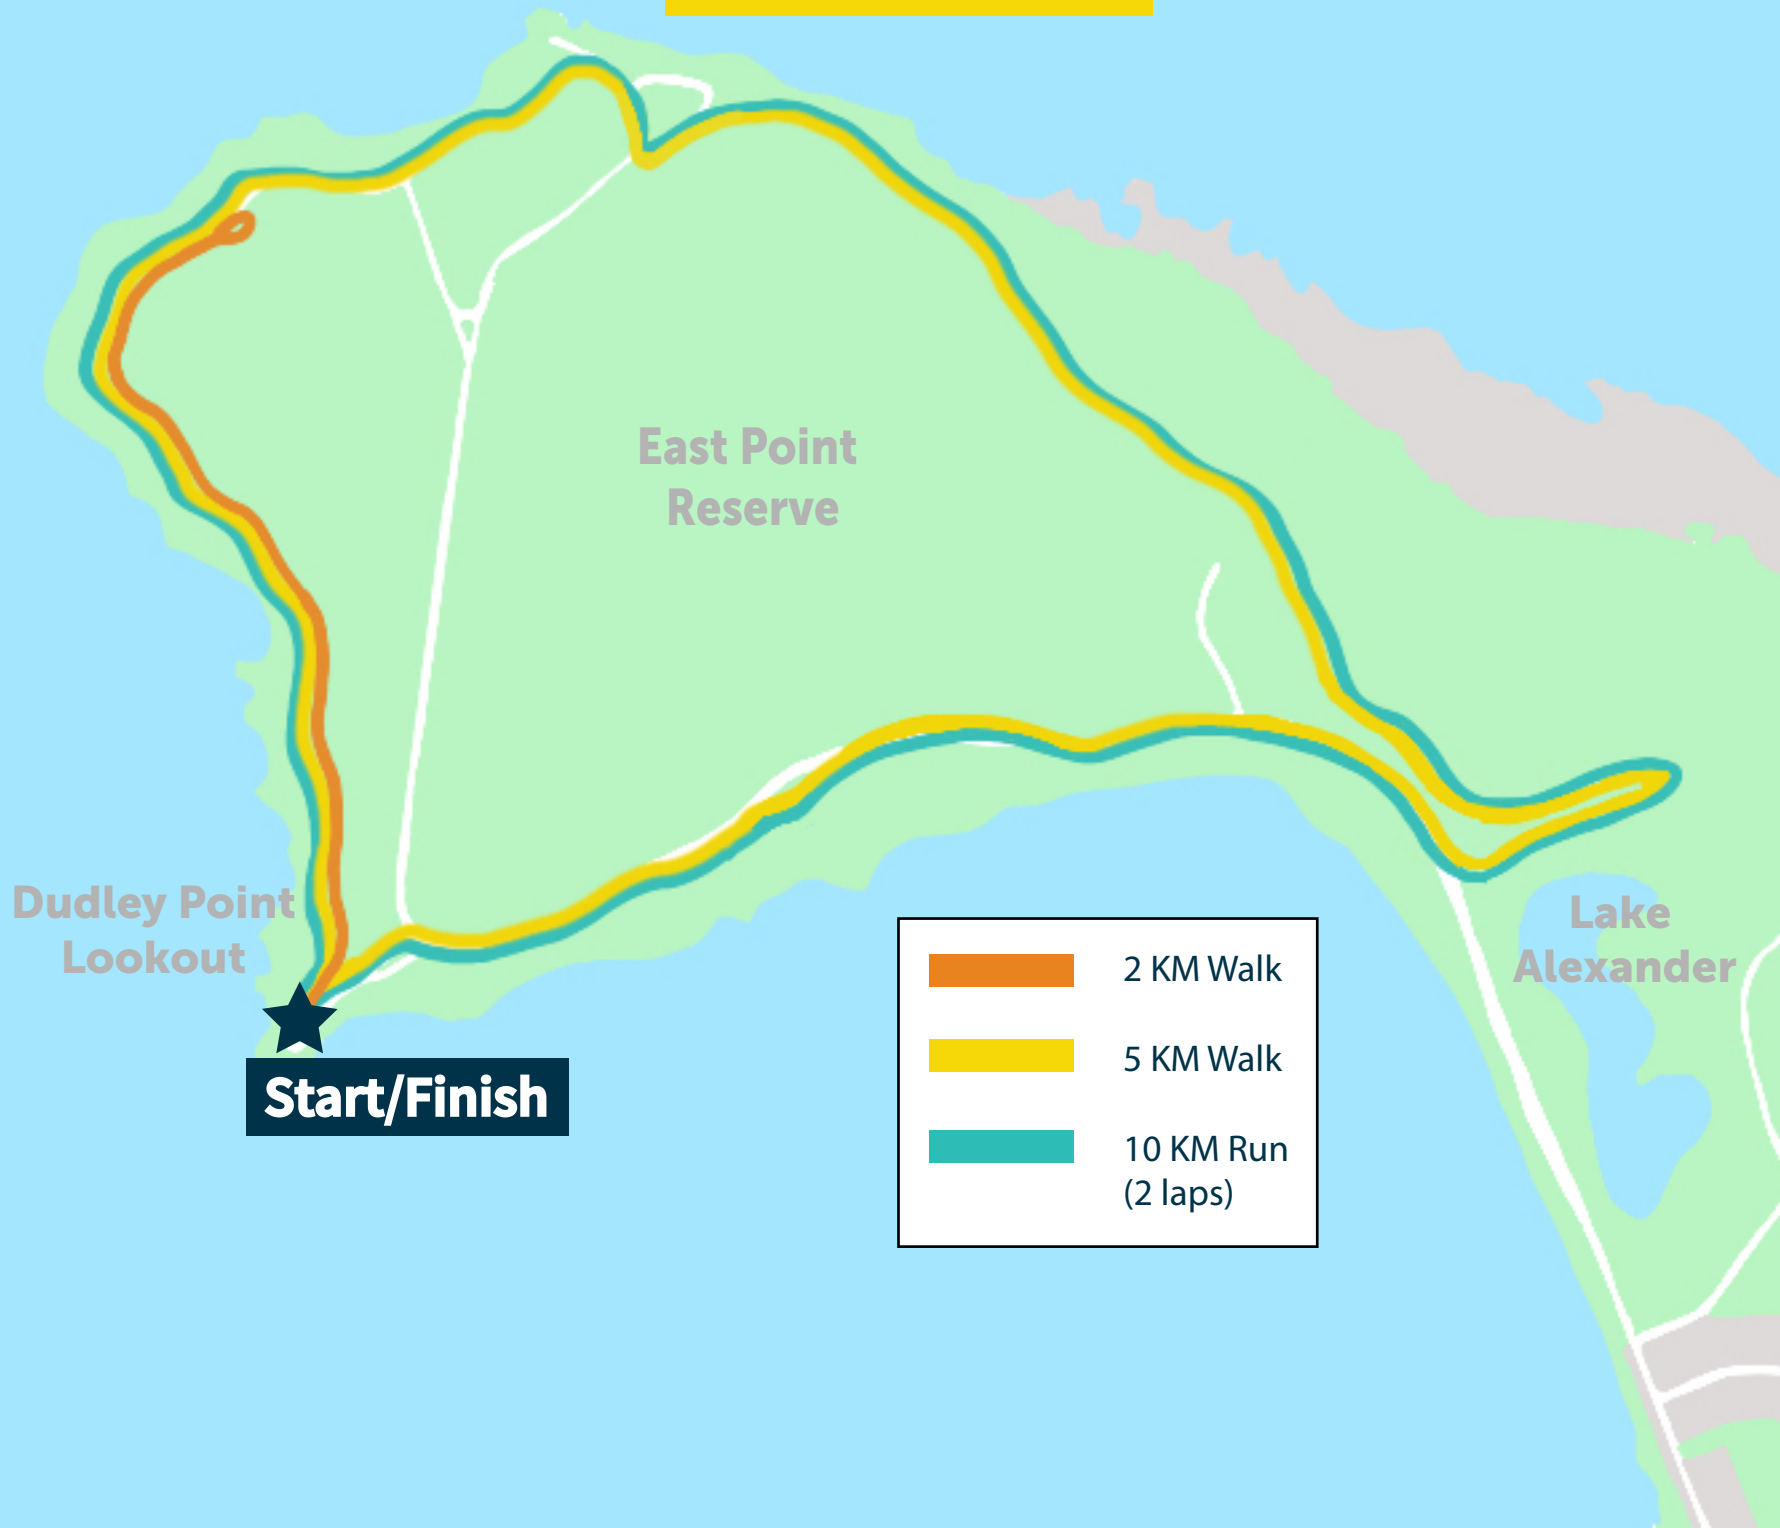 East Point
Reserve
Dudley Point
Lookout
Lake
Alexander
Start/Finish
2 KM Walk
5 KM Walk
10 KM Run
(2 laps)